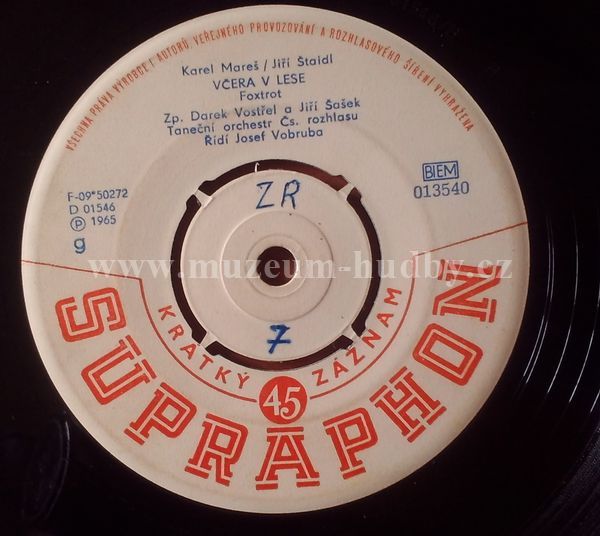 VŠECHNA PRÁVA VÝROBCE I AUTORŮ, VEŘEJNÉHO PROVOZOVÁNÍ A ROZHLASOVÉHO ŠÍŘENÍ VYHRAŽENA
Karel Mareš / Jiří Štaidl
VČERA V LESE
Foxtrot
Zp. Darek Vostřel a Jiří Šašek
Taneční orchestr Čs. rozhlasu
Řídí Josef Vobruba
F-09*50272
D 01546
Ⓟ 1965
g
BIEM
013540
ZR
7
www.muzeum-hudby.cz
KRÁTKÝ 45 ZÁZNAM
SUPRAPHON